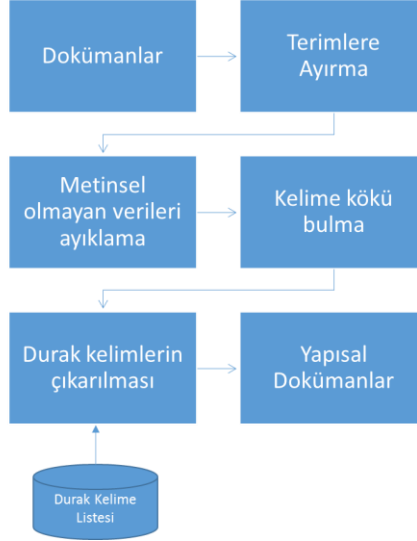 Dokümanlar
Terimlere
Ayırma
Metinsel
olmayan verileri
ayıklama
Kelime kökü
bulma
Durak kelimlerin
çıkarılması
Yapısal
Dokümanlar
Durak Kelime
Listesi